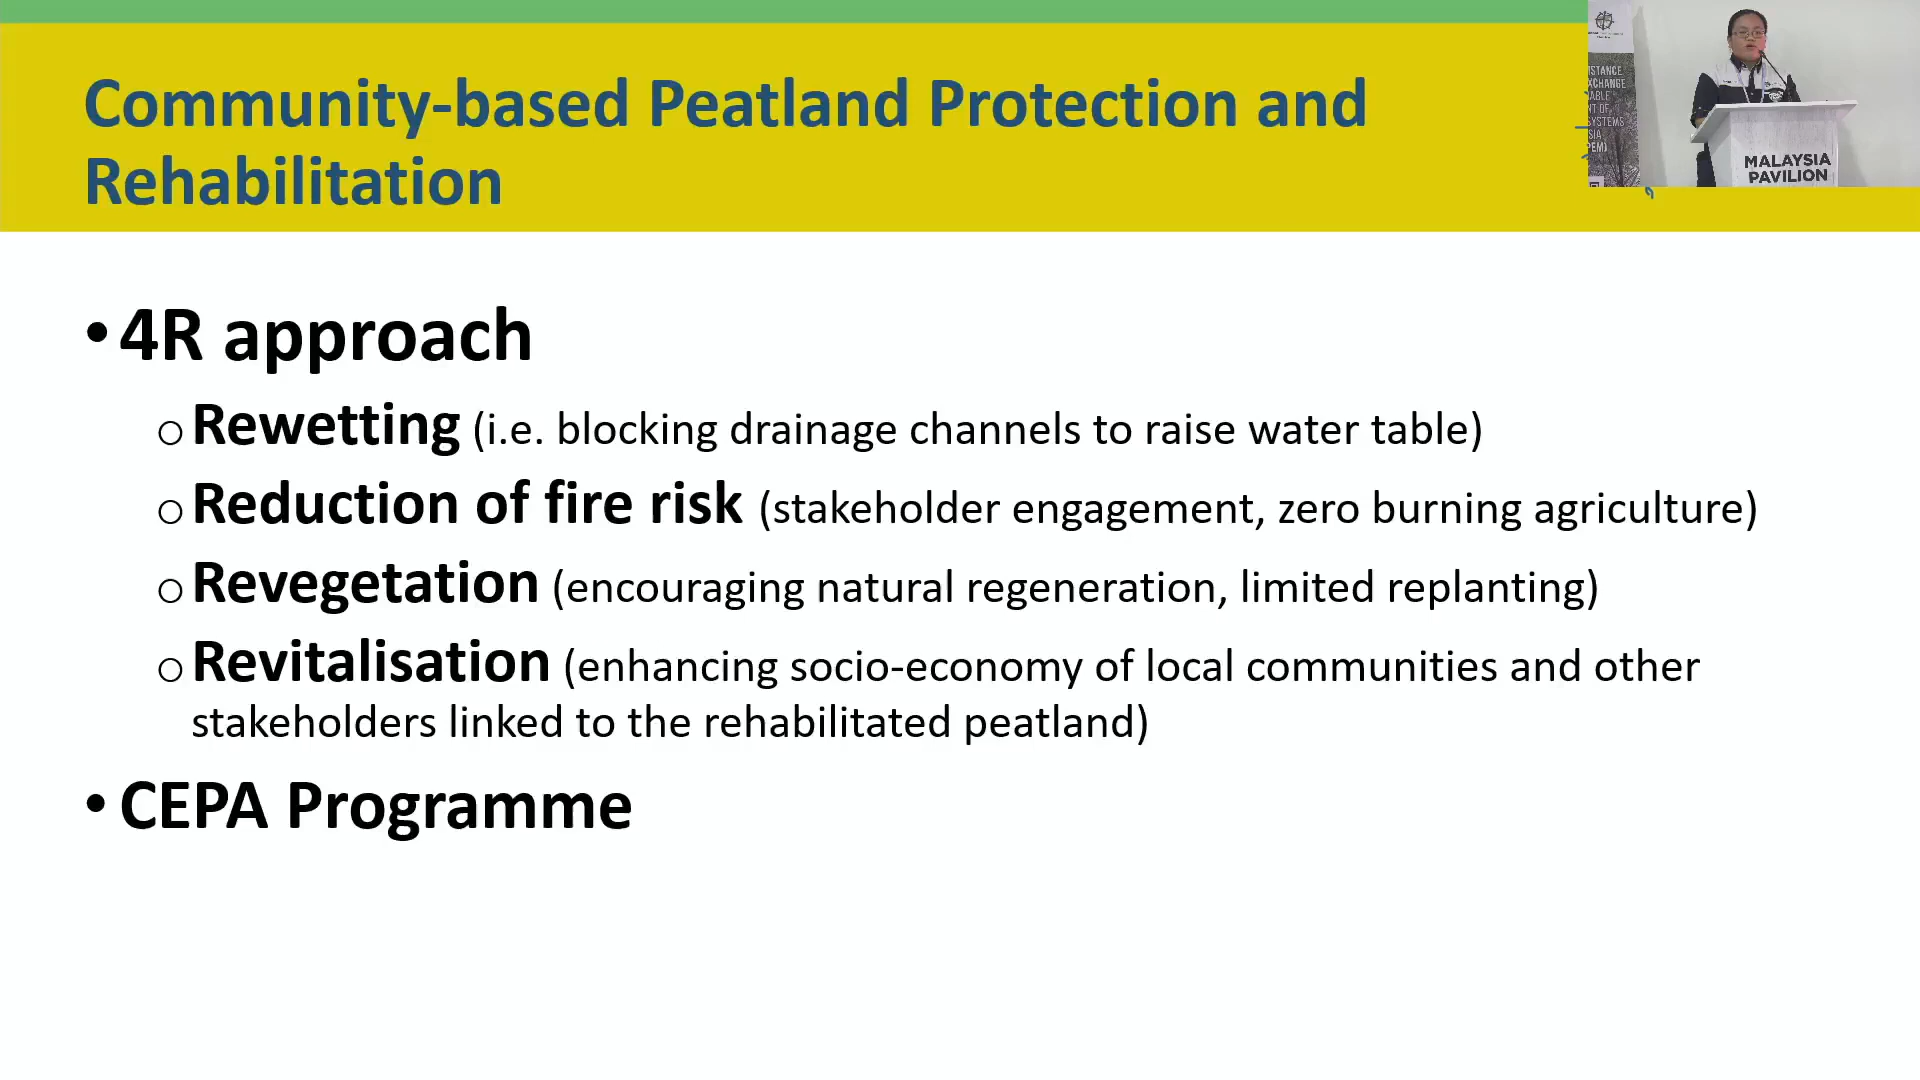 Community-based Peatland Protection and
Rehabilitation
• 4R approach
o Rewetting (i.e. blocking drainage channels to raise water table)
o Reduction of fire risk (stakeholder engagement, zero burning agriculture)
o Revegetation (encouraging natural regeneration, limited replanting)
o Revitalisation (enhancing socio-economy of local communities and other
stakeholders linked to the rehabilitated peatland)
• CEPA Programme
MALAYSIA
PAVILION